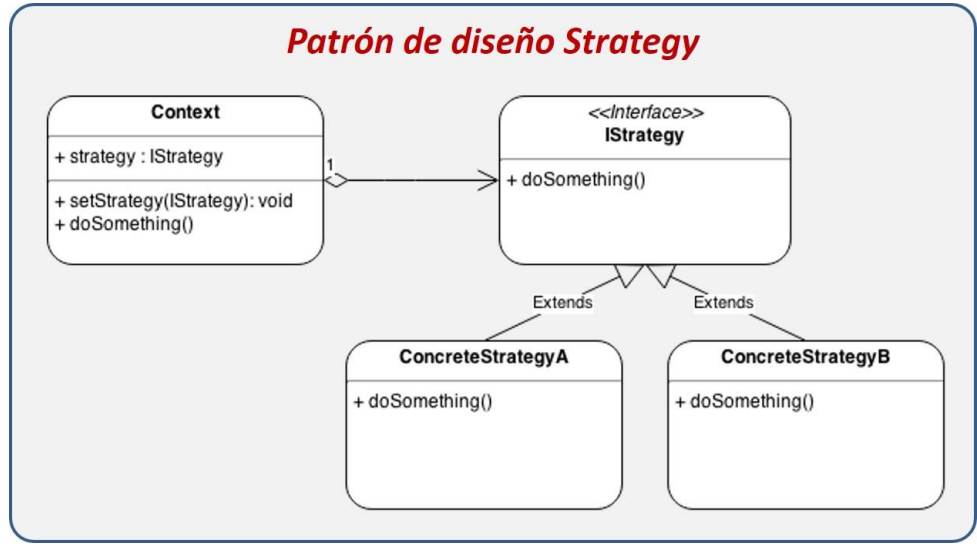 Patrón de diseño Strategy
Context
+ strategy : IStrategy
+ setStrategy(IStrategy): void
+ doSomething()
1
<<Interface>>
IStrategy
+ doSomething()
Extends
Extends
ConcreteStrategyA
+ doSomething()
ConcreteStrategyB
+ doSomething()